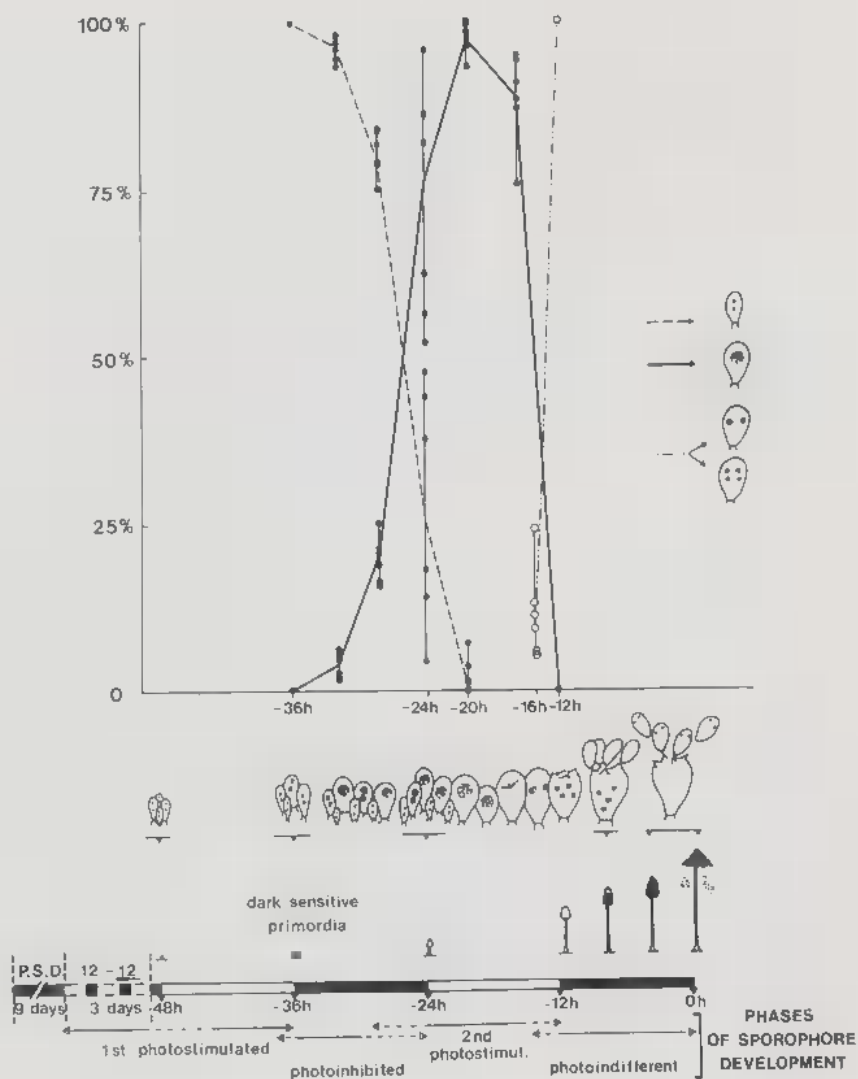 100%
75%
50%
25%
0
-36h
-24h
-20h
-16h
-12h
dark sensitive
primordia
P.S.D.
12
-12
9 days
3 days
-48h
-36h
-24h
-12h
0h
1st photostimulated
photoinhibited
2nd
photostimul.
photoindifferent
PHASES
OF SPOROPHORE
DEVELOPMENT